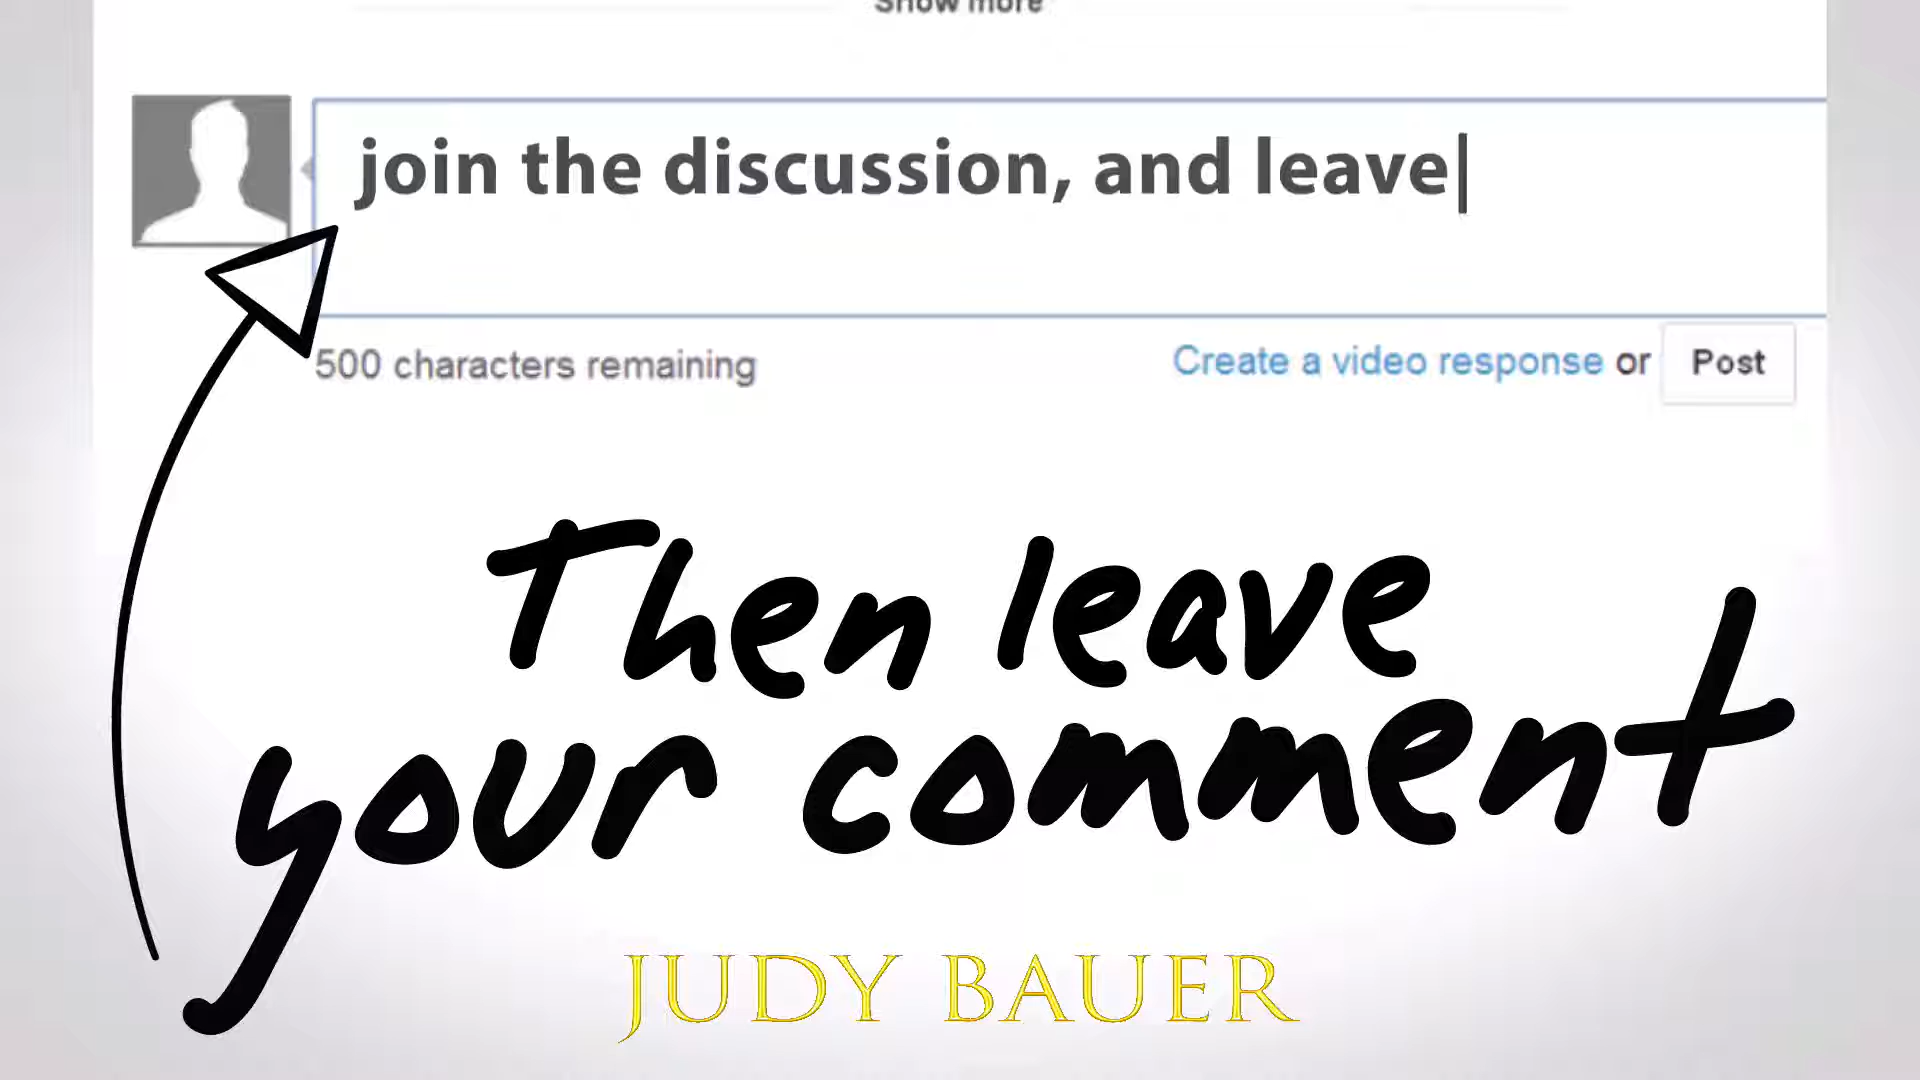 Show more
join the discussion, and leave
500 characters remaining
Create a video response or Post
Then leave
your comment
JUDY BAUER